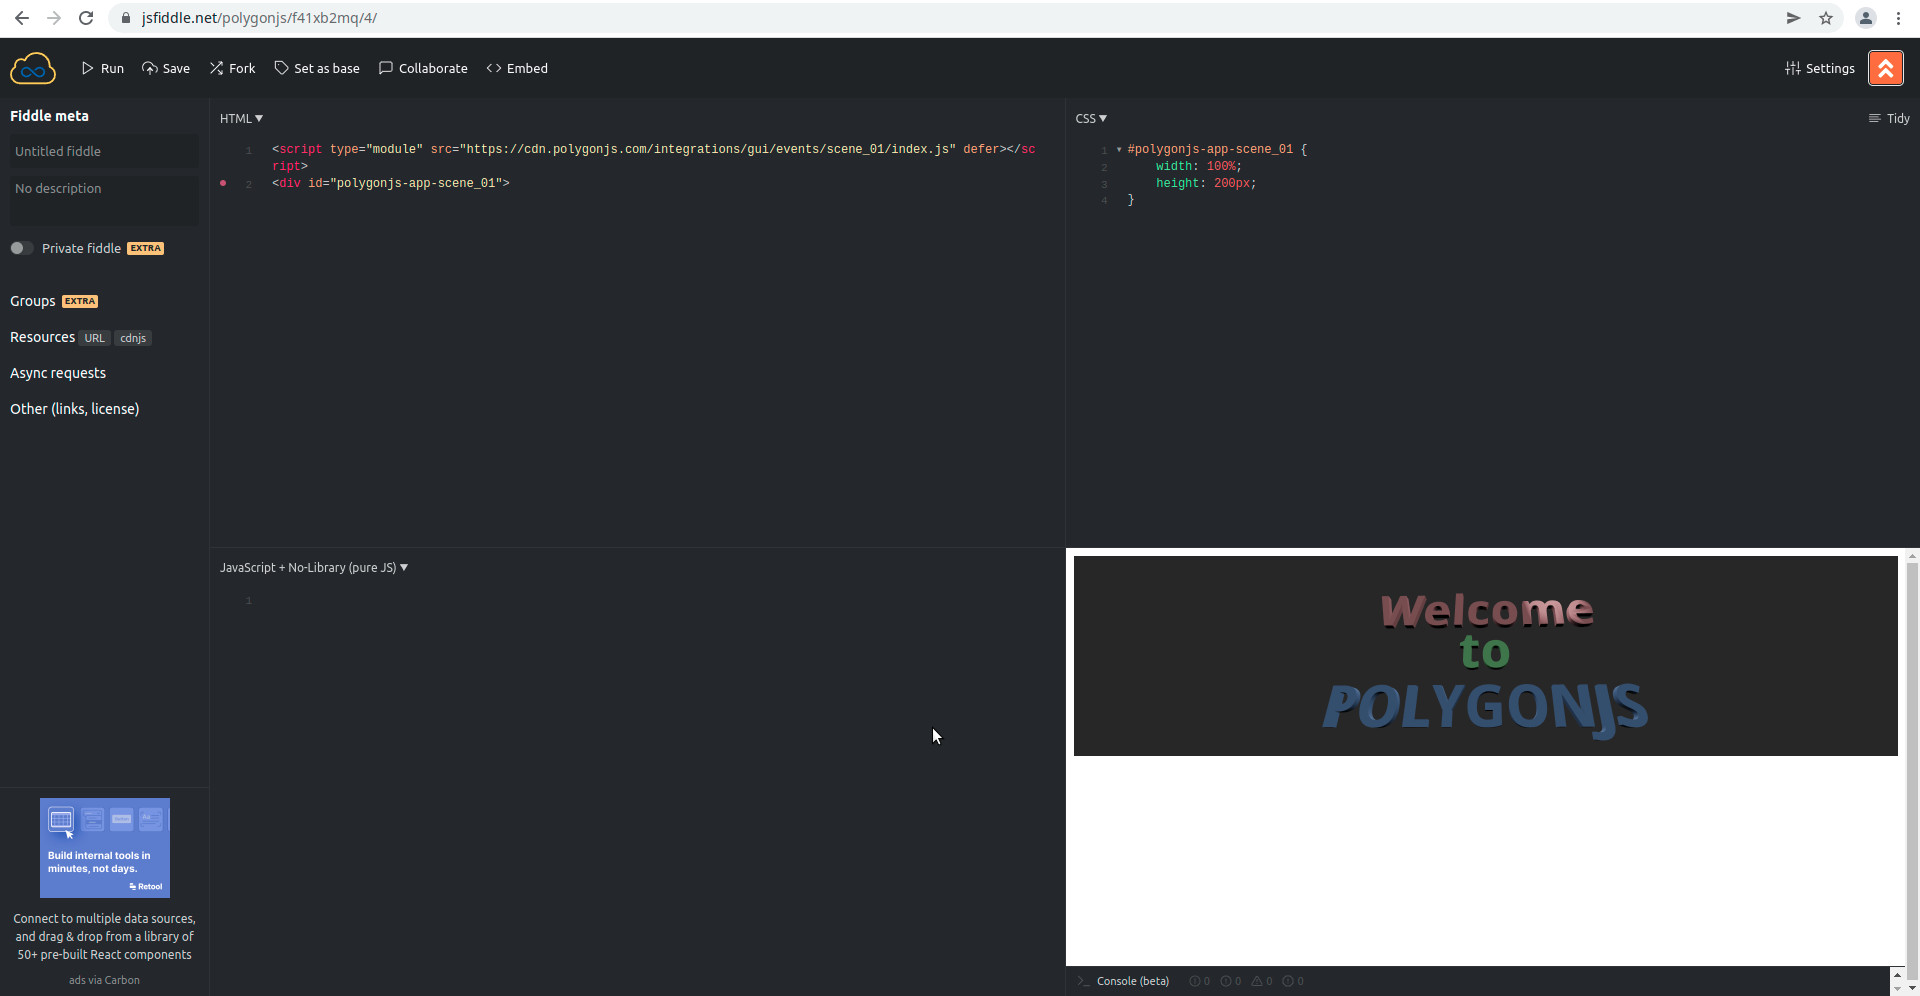 jsfiddle.net/polygonjs/f41xb2mq/4/
Run Save Fork Set as base Collaborate Embed Settings
Fiddle meta
Untitled fiddle
No description
Private fiddle EXTRA
Groups EXTRA
Resources URL cdnjs
Async requests
Other (links, license)
Build internal tools in
minutes, not days.
Retool
Connect to multiple data sources,
and drag & drop from a library of
50+ pre-built React components
ads via Carbon
HTML ▼
1 <script type="module" src="https://cdn.polygonjs.com/integrations/gui/events/scene_01/index.js" defer></sc
ript>
2 <div id="polygonjs-app-scene_01">
CSS ▼ Tidy
1 #polygonjs-app-scene_01 {
2 width: 100%;
3 height: 200px;
4 }
JavaScript + No-Library (pure JS) ▼
1
Welcome
to
POLYGONJS
>_ Console (beta) 0 0 0 0